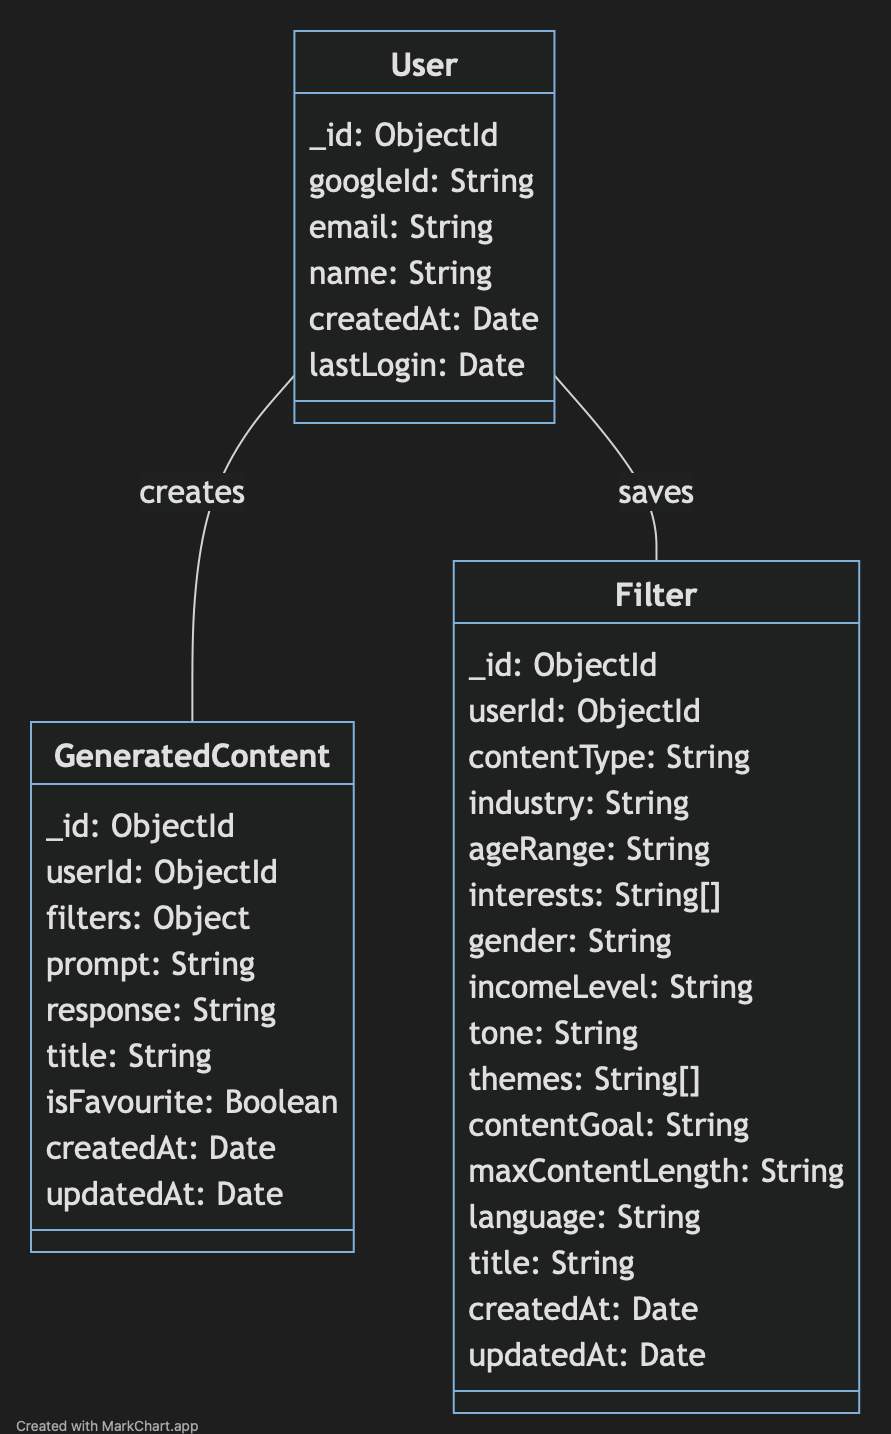 User
_id: ObjectId
googleId: String
email: String
name: String
createdAt: Date
lastLogin: Date
creates
saves
GeneratedContent
_id: ObjectId
userId: ObjectId
filters: Object
prompt: String
response: String
title: String
isFavourite: Boolean
createdAt: Date
updatedAt: Date
Filter
_id: ObjectId
userId: ObjectId
contentType: String
industry: String
ageRange: String
interests: String[]
gender: String
incomeLevel: String
tone: String
themes: String[]
contentGoal: String
maxContentLength: String
language: String
title: String
createdAt: Date
updatedAt: Date
Created with MarkChart.app